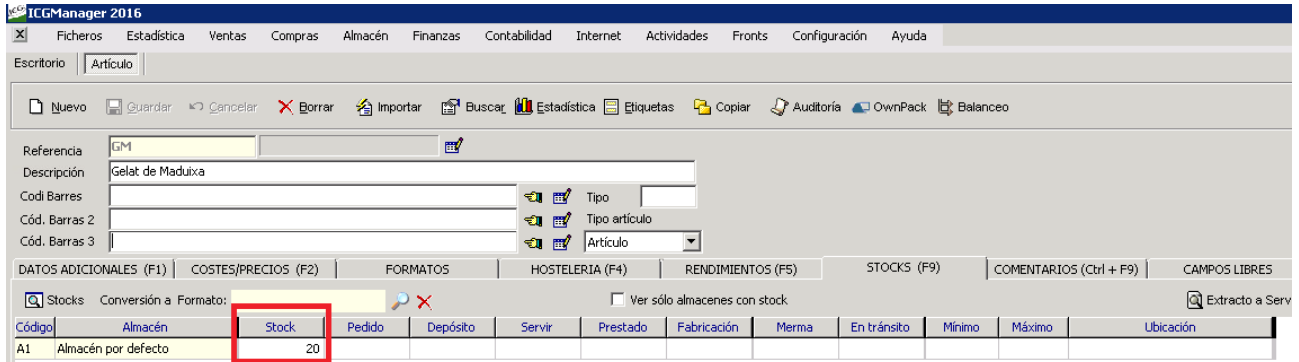 ICGManager 2016
X Ficheros Estadística Ventas Compras Almacén Finanzas Contabilidad Internet Actividades Fronts Configuración Ayuda
Escritorio Artículo
Nuevo Guardar Cancelar Borrar Importar Buscar Estadística Etiquetas Copiar Auditoría OwnPack Balanceo
Referencia GM
Descripción Gelat de Maduixa
Codi Barres Tipo
Cód. Barras 2 Tipo artículo
Cód. Barras 3 Artículo
DATOS ADICIONALES (F1) COSTES/PRECIOS (F2) FORMATOS HOSTELERIA (F4) RENDIMIENTOS (F5) STOCKS (F9) COMENTARIOS (Ctrl + F9) CAMPOS LIBRES
Stocks Conversión a Formato: Ver sólo almacenes con stock Extracto a Serv
Código Almacén Stock Pedido Depósito Servir Prestado Fabricación Merma En tránsito Mínimo Máximo Ubicación
A1 Almacén por defecto 20